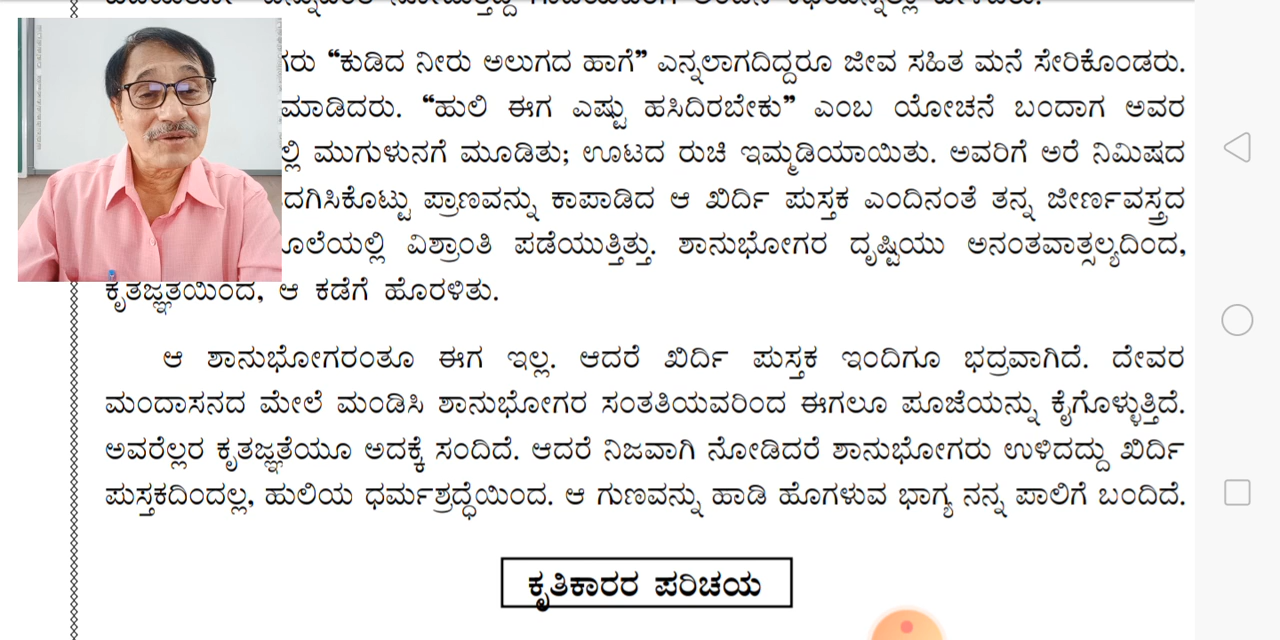 ಗರು “ಕುಡಿದ ನೀರು ಅಲುಗದ ಹಾಗೆ” ಎನ್ನಲಾಗದಿದ್ದರೂ ಜೀವ ಸಹಿತ ಮನೆ ಸೇರಿಕೊಂಡರು.
ಮಾಡಿದರು. “ಹುಲಿ ಈಗ ಎಷ್ಟು ಹಸಿದಿರಬೇಕು” ಎಂಬ ಯೋಚನೆ ಬಂದಾಗ ಅವರ
ಲ್ಲಿ ಮುಗುಳುನಗೆ ಮೂಡಿತು; ಊಟದ ರುಚಿ ಇಮ್ಮಡಿಯಾಯಿತು. ಅವರಿಗೆ ಅರೆ ನಿಮಿಷದ
ದಗಿಸಿಕೊಟ್ಟು ಪ್ರಾಣವನ್ನು ಕಾಪಾಡಿದ ಆ ಖಿರ್ದಿ ಪುಸ್ತಕ ಎಂದಿನಂತೆ ತನ್ನ ಜೀರ್ಣವಸ್ತ್ರದ
ೂಲೆಯಲ್ಲಿ ವಿಶ್ರಾಂತಿ ಪಡೆಯುತ್ತಿತ್ತು. ಶಾನುಭೋಗರ ದೃಷ್ಟಿಯು ಅನಂತವಾತ್ಸಲ್ಯದಿಂದ,
ಕೃತಜ್ಞತೆಯಿಂದ, ಆ ಕಡೆಗೆ ಹೊರಳಿತು.
ಆ ಶಾನುಭೋಗರಂತೂ ಈಗ ಇಲ್ಲ. ಆದರೆ ಖಿರ್ದಿ ಪುಸ್ತಕ ಇಂದಿಗೂ ಭದ್ರವಾಗಿದೆ. ದೇವರ
ಮಂದಾಸನದ ಮೇಲೆ ಮಂಡಿಸಿ ಶಾನುಭೋಗರ ಸಂತತಿಯವರಿಂದ ಈಗಲೂ ಪೂಜೆಯನ್ನು ಕೈಗೊಳ್ಳುತ್ತಿದೆ.
ಅವರೆಲ್ಲರ ಕೃತಜ್ಞತೆಯೂ ಅದಕ್ಕೆ ಸಂದಿದೆ. ಆದರೆ ನಿಜವಾಗಿ ನೋಡಿದರೆ ಶಾನುಭೋಗರು ಉಳಿದದ್ದು ಖಿರ್ದಿ
ಪುಸ್ತಕದಿಂದಲ್ಲ, ಹುಲಿಯ ಧರ್ಮಶ್ರದ್ಧೆಯಿಂದ. ಆ ಗುಣವನ್ನು ಹಾಡಿ ಹೊಗಳುವ ಭಾಗ್ಯ ನನ್ನ ಪಾಲಿಗೆ ಬಂದಿದೆ.
ಕೃತಿಕಾರರ ಪರಿಚಯ